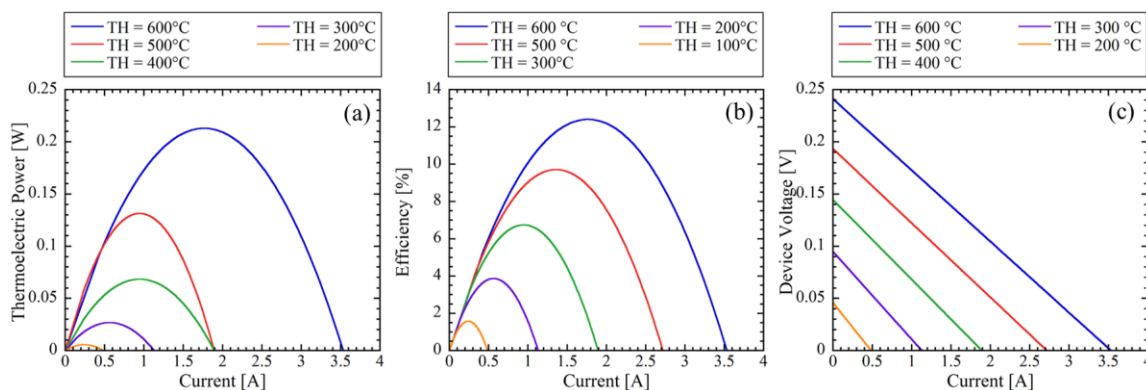 TH = 600°C
TH = 300°C
TH = 500°C
TH = 200°C
TH = 400°C
(a)
Thermoelectric Power [W]
0.25
0.2
0.15
0.1
0.05
0
0 0.5 1 1.5 2 2.5 3 3.5 4
Current [A]
TH = 600 °C
TH = 200°C
TH = 500 °C
TH = 100°C
TH = 300°C
(b)
Efficiency [%]
14
12
10
8
6
4
2
0
0 0.5 1 1.5 2 2.5 3 3.5 4
Current [A]
TH = 600 °C
TH = 300 °C
TH = 500 °C
TH = 200 °C
TH = 400 °C
(c)
Device Voltage [V]
0.25
0.2
0.15
0.1
0.05
0
0 0.5 1 1.5 2 2.5 3 3.5 4
Current [A]